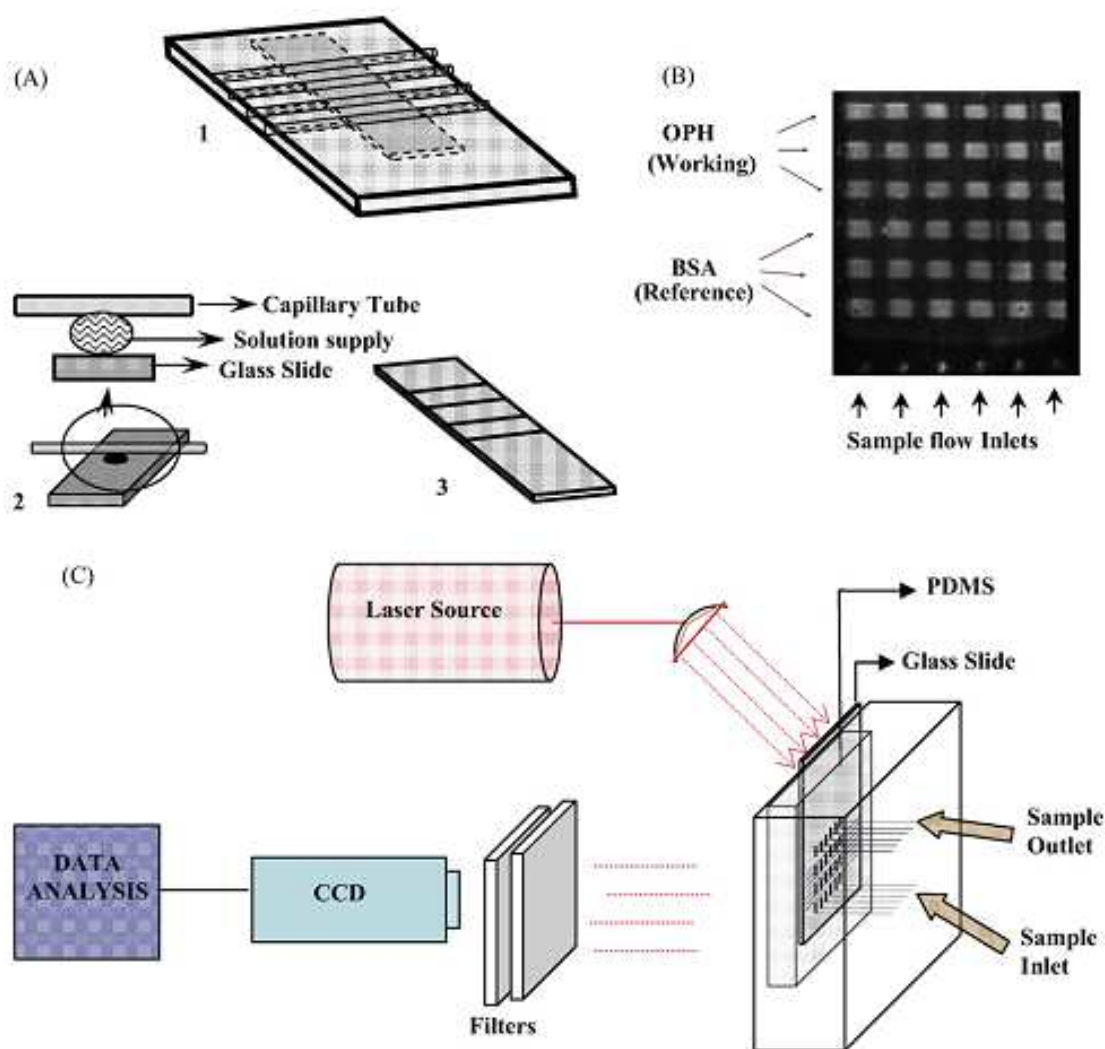 (A)
1
Capillary Tube
Solution supply
Glass Slide
2
3
(B)
OPH
(Working)
BSA
(Reference)
Sample flow Inlets
(C)
Laser Source
PDMS
Glass Slide
Sample
Outlet
Sample
Inlet
DATA
ANALYSIS
CCD
Filters